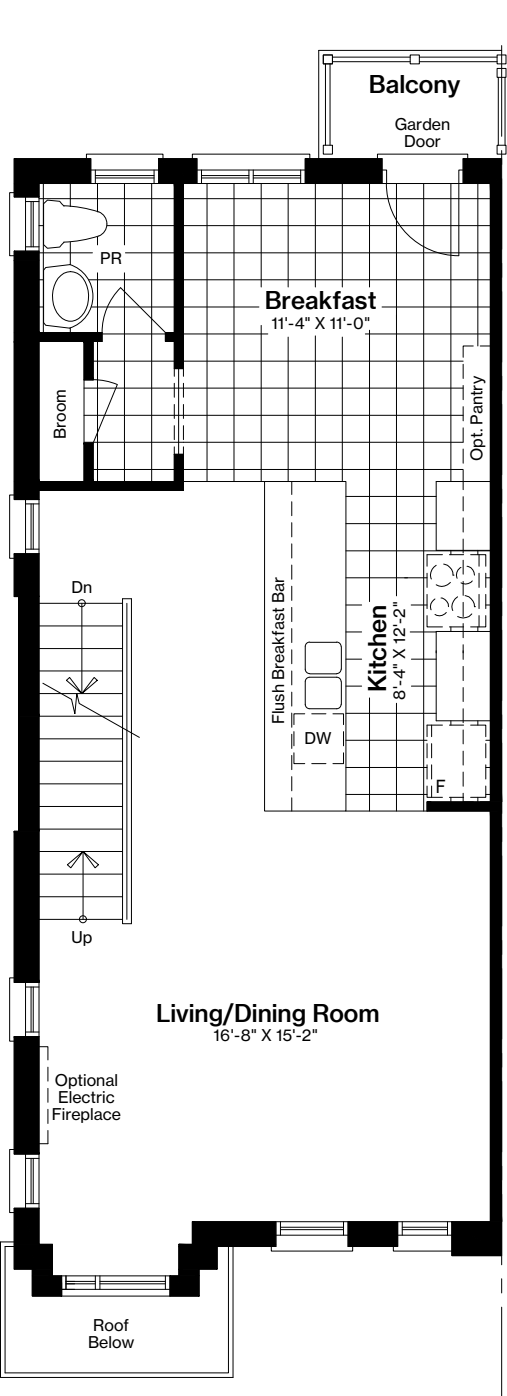 Balcony
Garden
Door
PR
Breakfast
11'-4" X 11'-0"
Broom
Opt. Pantry
Dn
Flush Breakfast Bar
Kitchen
8'-4" X 12'-2"
DW
F
Up
Living/Dining Room
16'-8" X 15'-2"
Optional
Electric
Fireplace
Roof
Below